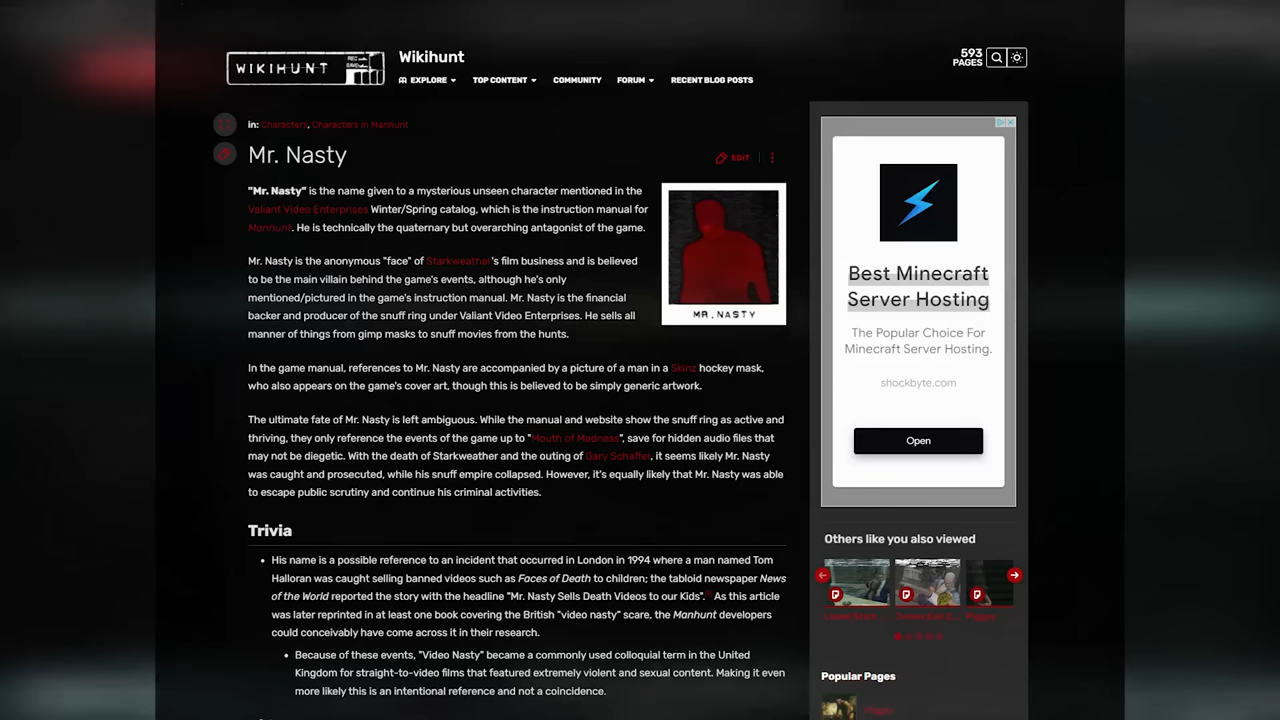 WIKIHUNT
Wikihunt
593
PAGES
EXPLORE
TOP CONTENT
COMMUNITY
FORUM
RECENT BLOG POSTS
in: Characters, Characters in Manhunt
Mr. Nasty
EDIT
"Mr. Nasty" is the name given to a mysterious unseen character mentioned in the
Valiant Video Enterprises Winter/Spring catalog, which is the instruction manual for
Manhunt. He is technically the quaternary but overarching antagonist of the game.
Mr. Nasty is the anonymous "face" of Starkweather's film business and is believed
to be the main villain behind the game's events, although he's only
mentioned/pictured in the game's instruction manual. Mr. Nasty is the financial
backer and producer of the snuff ring under Valiant Video Enterprises. He sells all
manner of things from gimp masks to snuff movies from the hunts.
MR. NASTY
In the game manual, references to Mr. Nasty are accompanied by a picture of a man in a Skinz hockey mask,
who also appears on the game's cover art, though this is believed to be simply generic artwork.
The ultimate fate of Mr. Nasty is left ambiguous. While the manual and website show the snuff ring as active and
thriving, they only reference the events of the game up to "Mouth of Madness", save for hidden audio files that
may not be diegetic. With the death of Starkweather and the outing of Gary Schaffer, it seems likely Mr. Nasty
was caught and prosecuted, while his snuff empire collapsed. However, it's equally likely that Mr. Nasty was able
to escape public scrutiny and continue his criminal activities.
Trivia
His name is a possible reference to an incident that occurred in London in 1994 where a man named Tom
Halloran was caught selling banned videos such as Faces of Death to children; the tabloid newspaper News
of the World reported the story with the headline "Mr. Nasty Sells Death Videos to our Kids". As this article
was later reprinted in at least one book covering the British "video nasty" scare, the Manhunt developers
could conceivably have come across it in their research.
Because of these events, "Video Nasty" became a commonly used colloquial term in the United
Kingdom for straight-to-video films that featured extremely violent and sexual content. Making it even
more likely this is an intentional reference and not a coincidence.
Best Minecraft
Server Hosting
The Popular Choice For
Minecraft Server Hosting.
shockbyte.com
Open
Others like you also viewed
Piggsy
Popular Pages